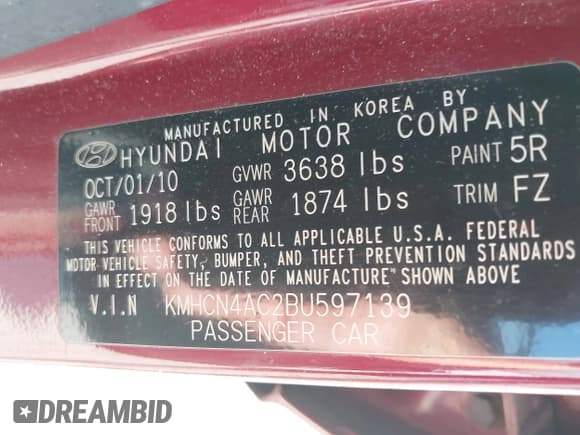 MANUFACTURED IN KOREA BY
HYUNDAI MOTOR COMPANY
OCT/01/10 GVWR 3638 lbs PAINT 5R
GAWR FRONT 1918 lbs GAWR REAR 1874 lbs TRIM FZ
THIS VEHICLE CONFORMS TO ALL APPLICABLE U.S.A. FEDERAL
MOTOR VEHICLE SAFETY, BUMPER, AND THEFT PREVENTION STANDARDS
IN EFFECT ON THE DATE OF MANUFACTURE SHOWN ABOVE
V.I.N KMHCN4AC2BU597139
PASSENGER CAR
DREAMBID